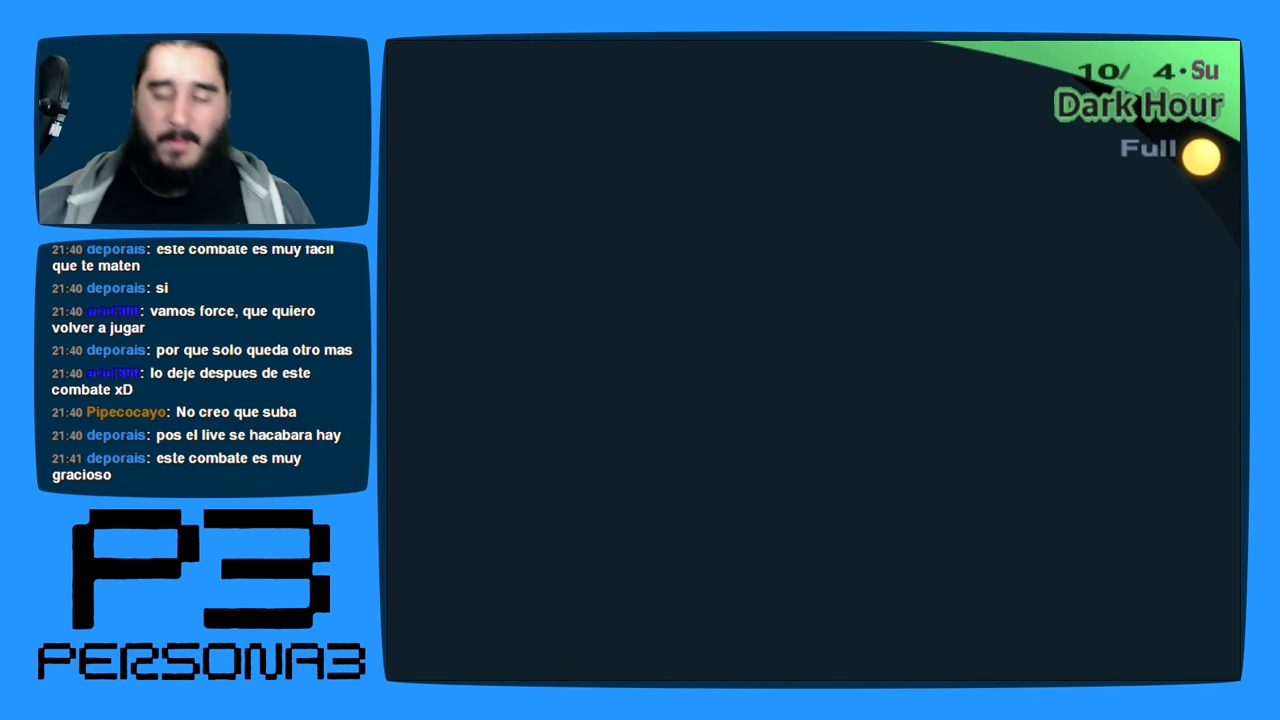 10/ 4・Su
Dark Hour
Full
21:40 deporais: este combate es muy facil
que te maten
21:40 deporais: si
21:40 : vamos force, que quiero
volver a jugar
21:40 deporais: por que solo queda otro mas
21:40 : lo deje despues de este
combate xD
21:40 Pipecocayo: No creo que suba
21:40 deporais: pos el live se hacabara hay
21:41 deporais: este combate es muy
gracioso
P3
PERSONA3